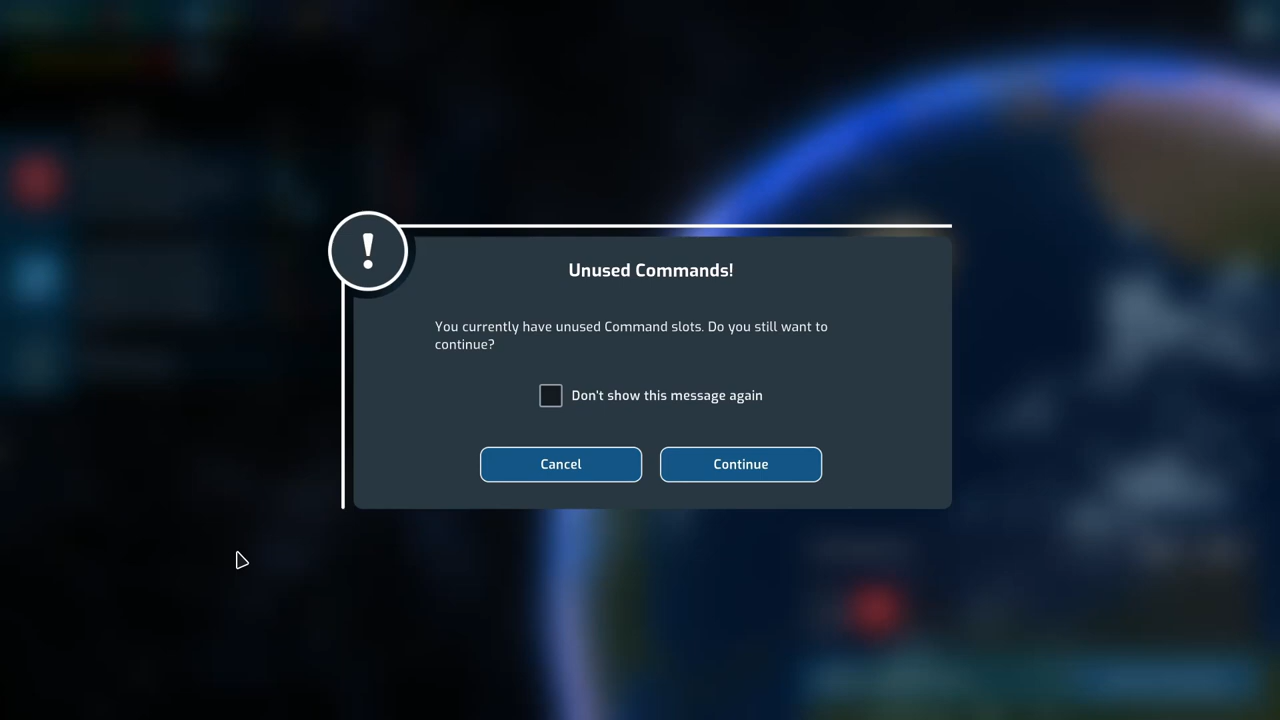 !
Unused Commands!
You currently have unused Command slots. Do you still want to
continue?
Don't show this message again
Cancel
Continue